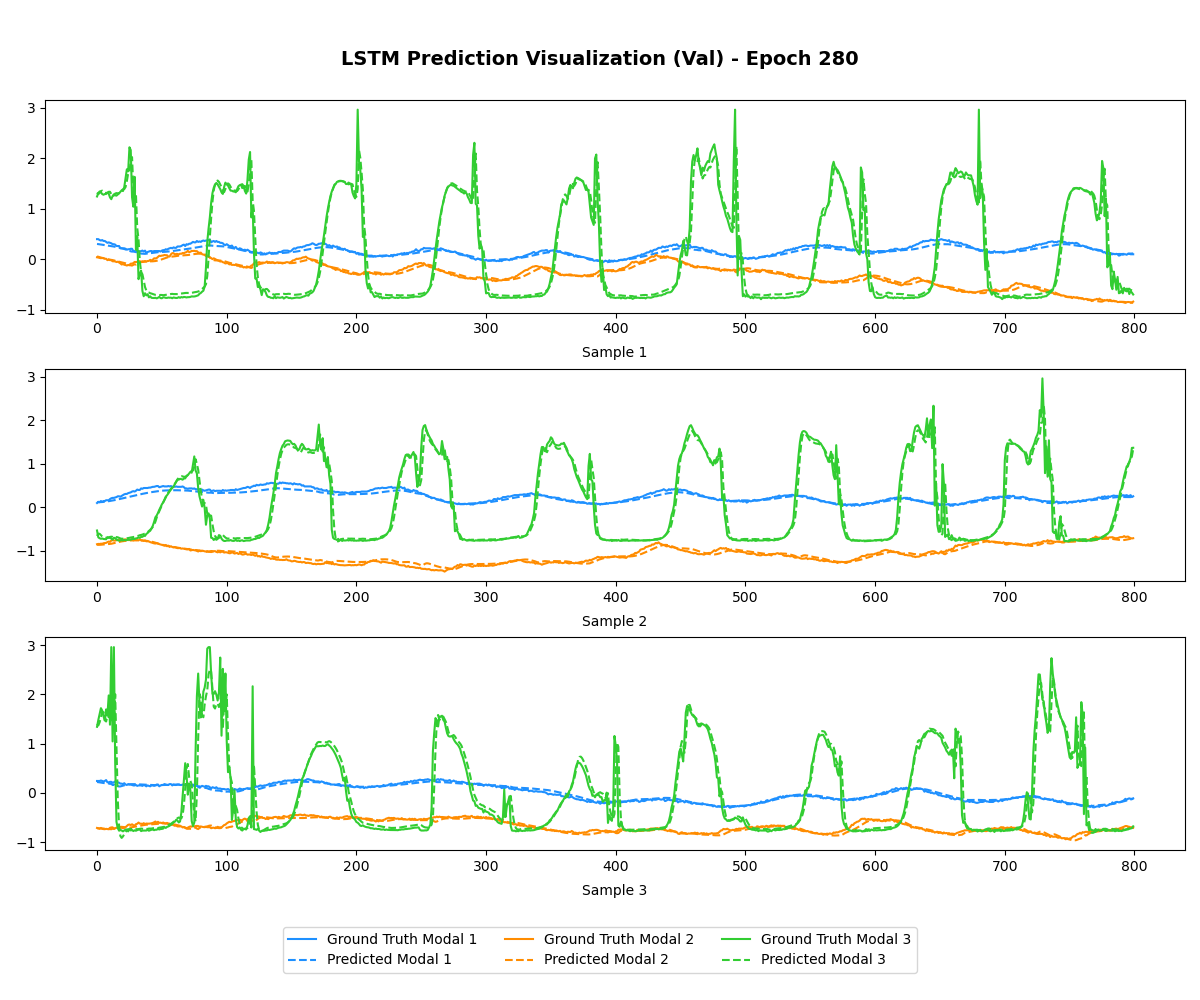 LSTM Prediction Visualization (Val) - Epoch 280
3
2
1
0
−1
0 100 200 300 400 500 600 700 800
Sample 1
3
2
1
0
−1
0 100 200 300 400 500 600 700 800
Sample 2
3
2
1
0
−1
0 100 200 300 400 500 600 700 800
Sample 3
Ground Truth Modal 1 Ground Truth Modal 2 Ground Truth Modal 3
Predicted Modal 1 Predicted Modal 2 Predicted Modal 3